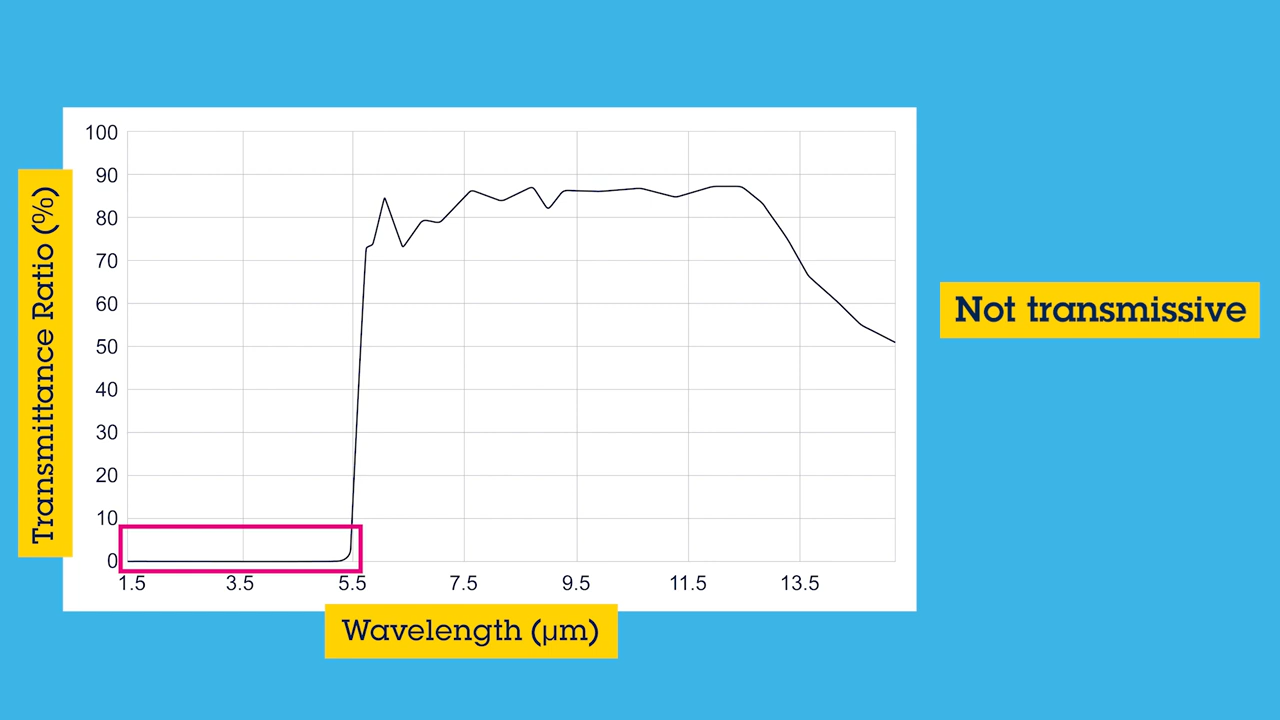 100
90
80
70
60
50
40
30
20
10
0
1.5 3.5 5.5 7.5 9.5 11.5 13.5
Transmittance Ratio (%)
Wavelength (μm)
Not transmissive